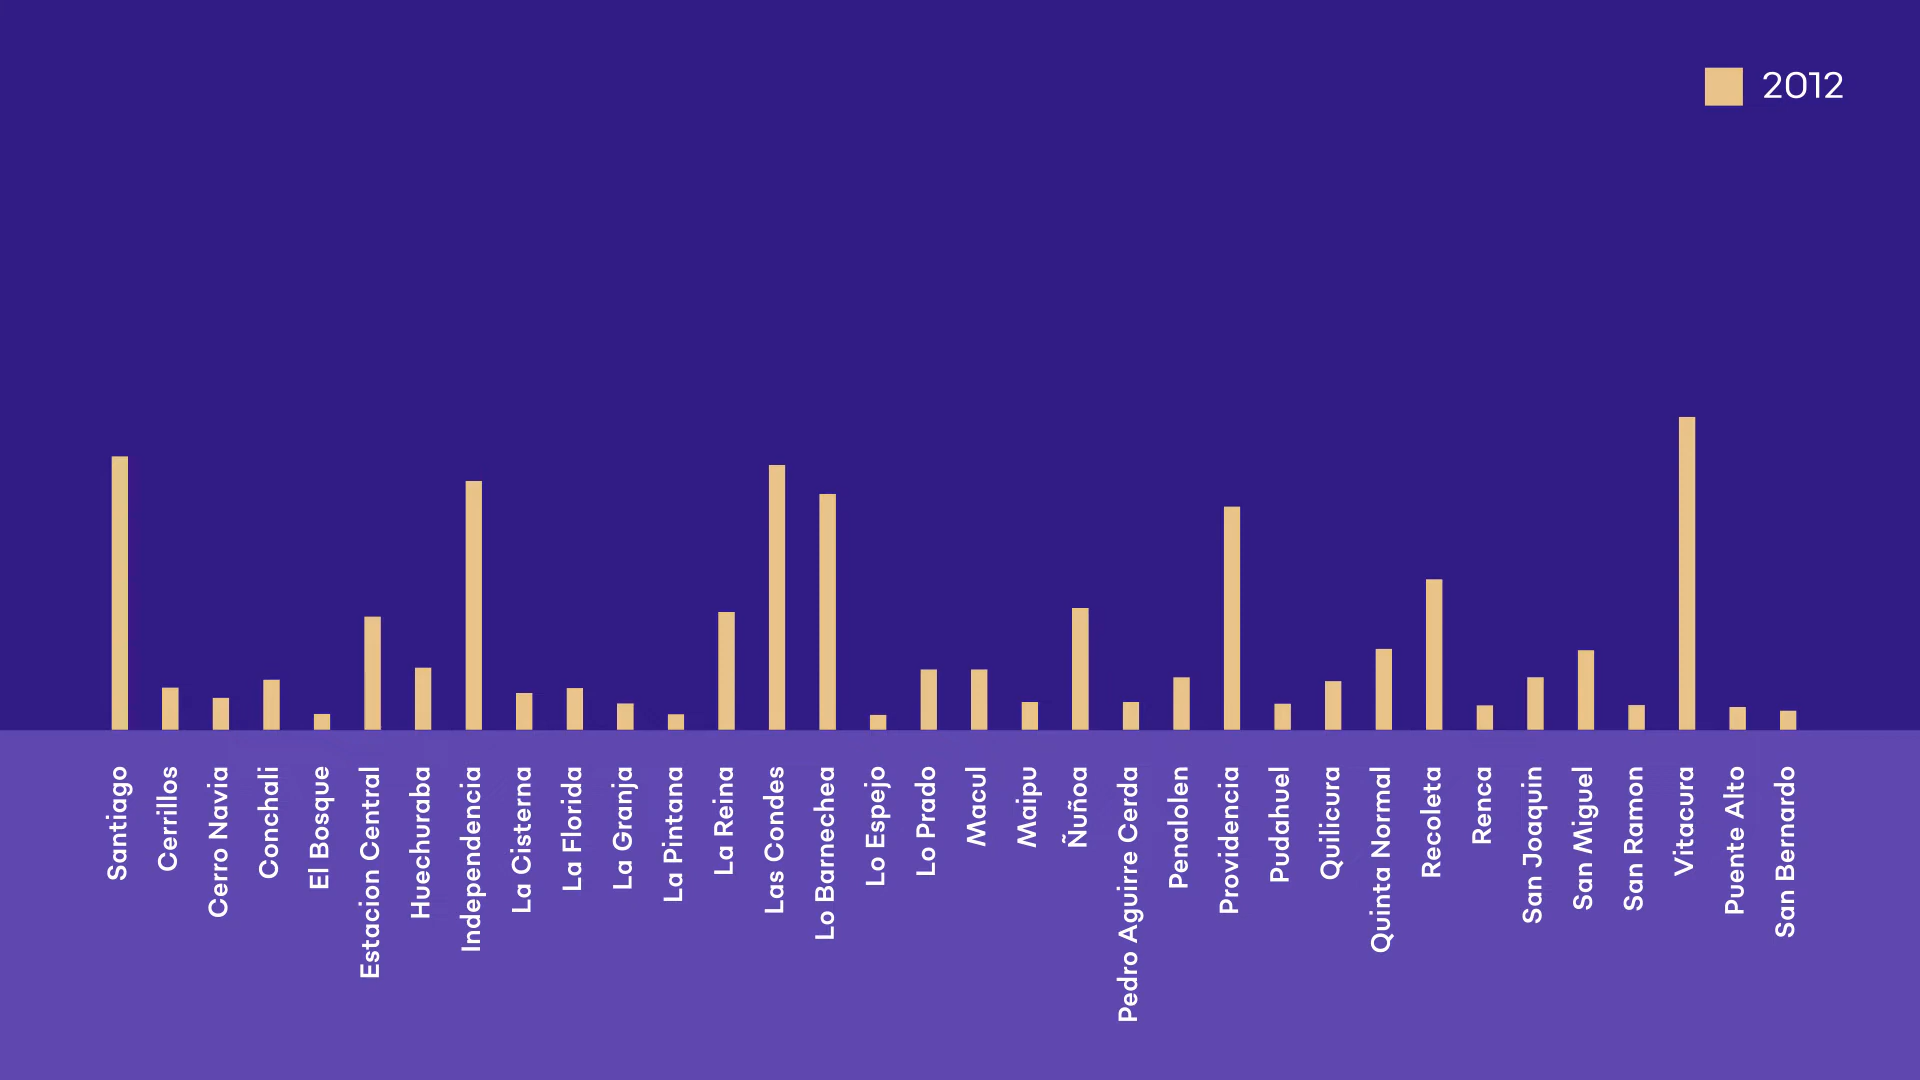 2012
Santiago
Cerrillos
Cerro Navia
Conchali
El Bosque
Estacion Central
Huechuraba
Independencia
La Cisterna
La Florida
La Granja
La Pintana
La Reina
Las Condes
Lo Barnechea
Lo Espejo
Lo Prado
Macul
Maipu
Ñuñoa
Pedro Aguirre Cerda
Penalolen
Providencia
Pudahuel
Quilicura
Quinta Normal
Recoleta
Renca
San Joaquin
San Miguel
San Ramon
Vitacura
Puente Alto
San Bernardo